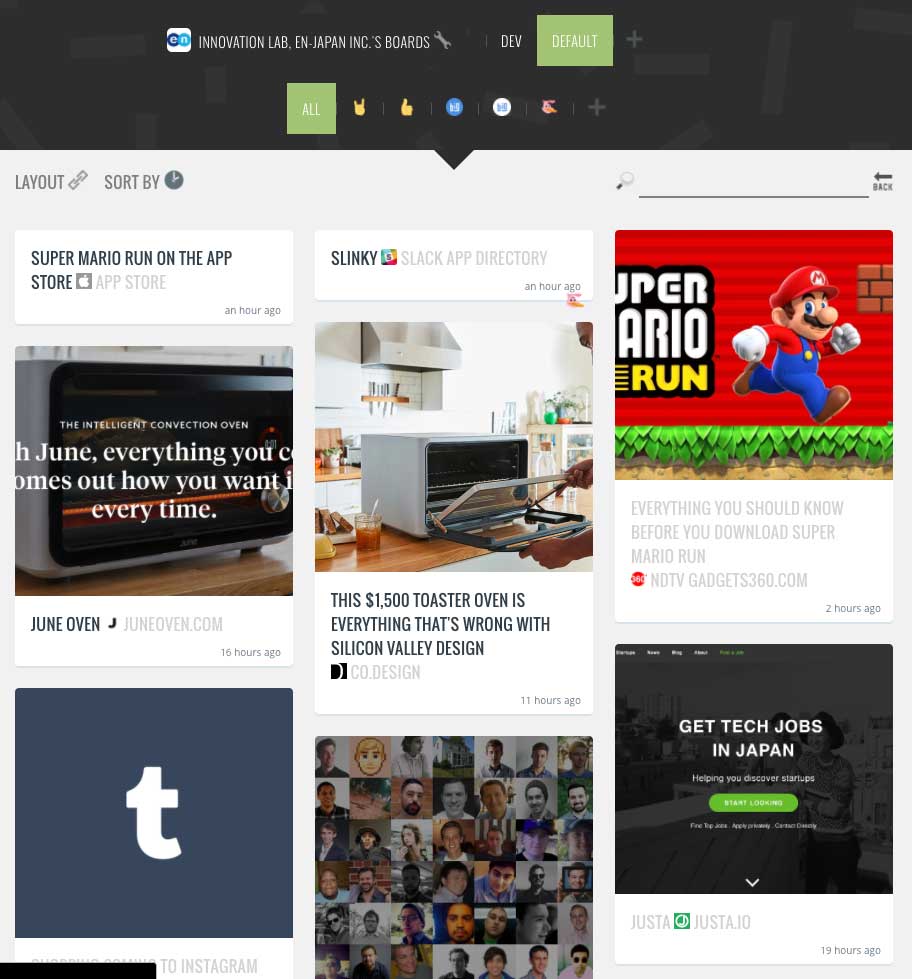 en INNOVATION LAB, EN-JAPAN INC.'S BOARDS
DEV
DEFAULT
ALL
LAYOUT
SORT BY
BACK
SUPER MARIO RUN ON THE APP
STORE APP STORE
an hour ago
THE INTELLIGENT CONVECTION OVEN
h June, everything you c
omes out how you want i
every time.
June
JUNE OVEN J JUNEOVEN.COM
16 hours ago
t
TO INSTAGRAM
SLINKY SLACK APP DIRECTORY
an hour ago
THIS $1,500 TOASTER OVEN IS
EVERYTHING THAT'S WRONG WITH
SILICON VALLEY DESIGN
CO.DESIGN
11 hours ago
UPER
MARIO
RUN
EVERYTHING YOU SHOULD KNOW
BEFORE YOU DOWNLOAD SUPER
MARIO RUN
360 NDTV GADGETS360.COM
2 hours ago
Startups News Blog About Post a Job
GET TECH JOBS
IN JAPAN
Helping you discover startups
START LOOKING
Find Top Jobs . Apply privately . Contact Directly
JUSTA JUSTA.IO
19 hours ago